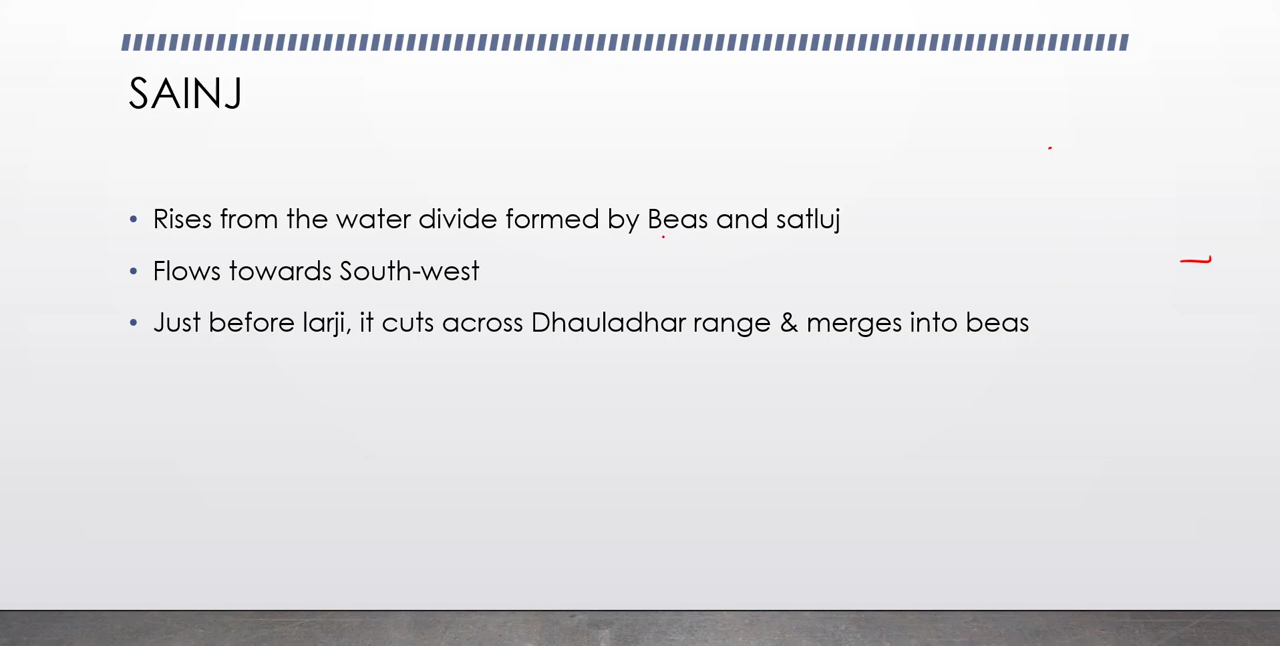 SAINJ
• Rises from the water divide formed by Beas and satluj
• Flows towards South-west
• Just before larji, it cuts across Dhauladhar range & merges into beas